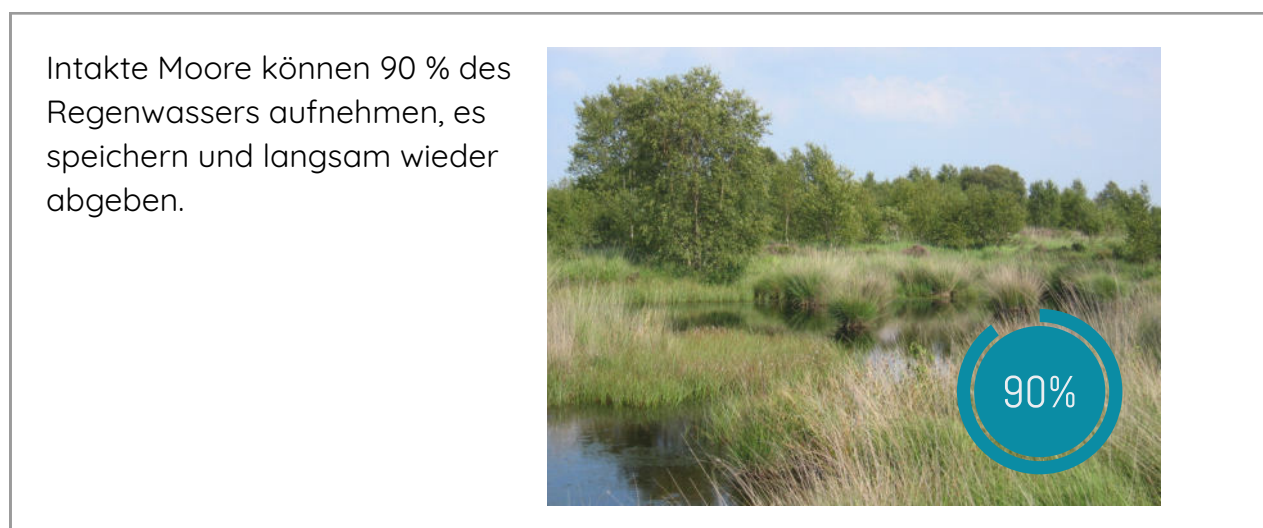 Intakte Moore können 90 % des
Regenwassers aufnehmen, es
speichern und langsam wieder
abgeben.
90%